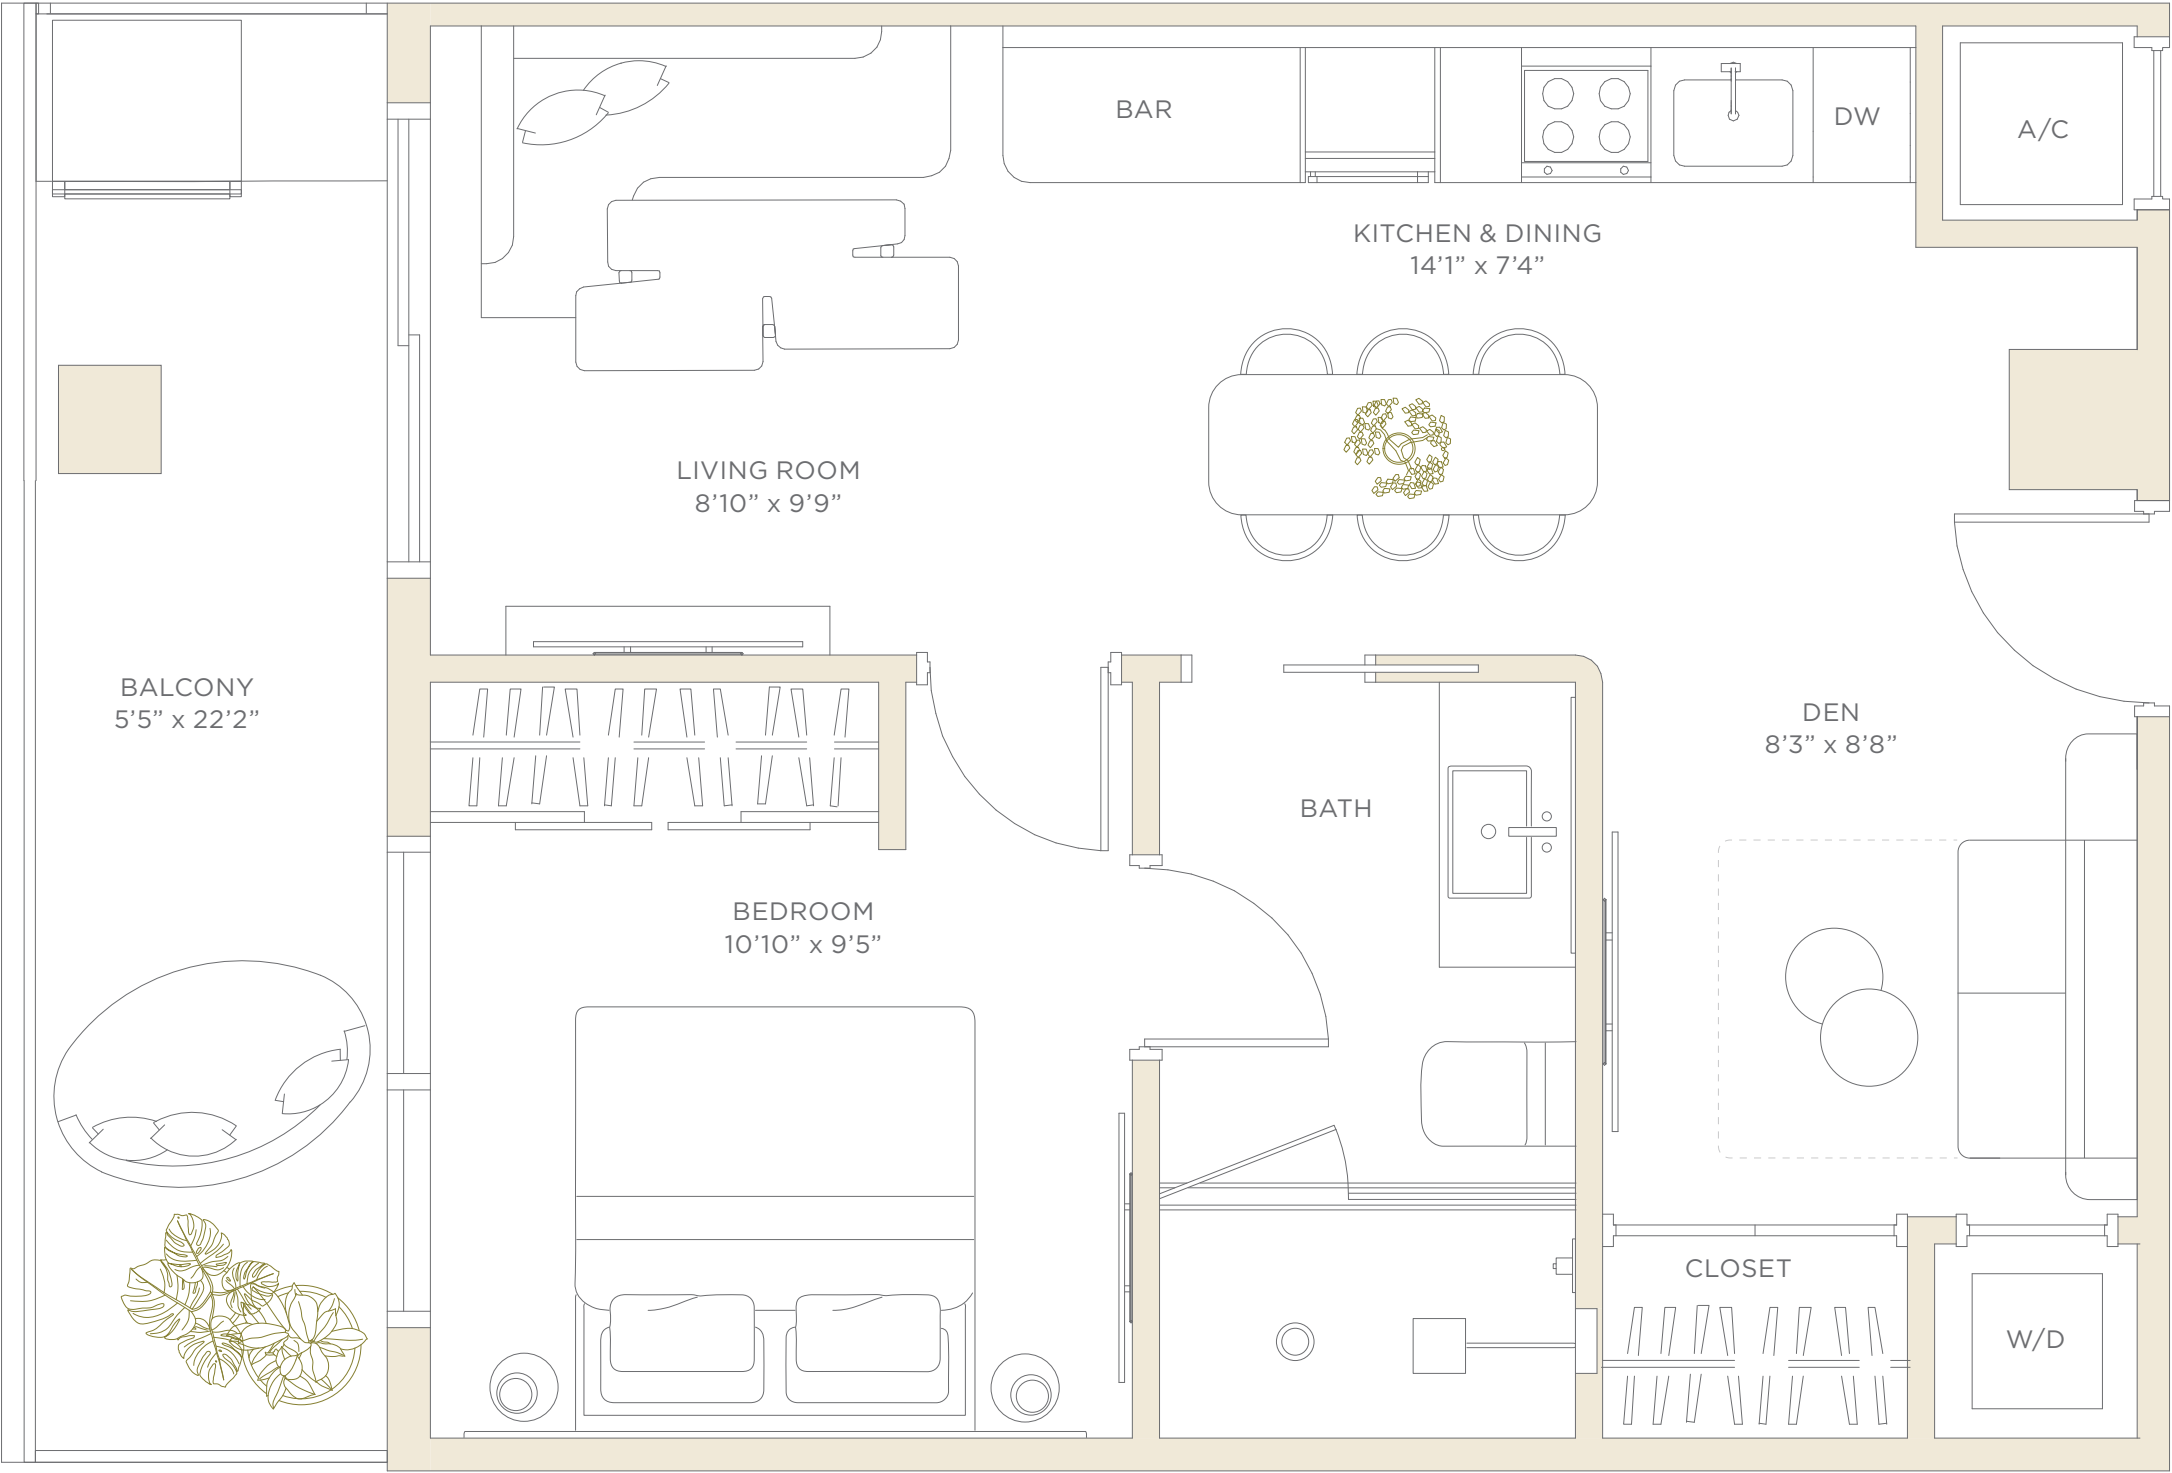 BAR
DW
A/C
KITCHEN & DINING
14’1” x 7’4”
LIVING ROOM
8’10” x 9’9”
BALCONY
5’5” x 22’2”
DEN
8’3” x 8’8”
BATH
BEDROOM
10’10” x 9’5”
CLOSET
W/D